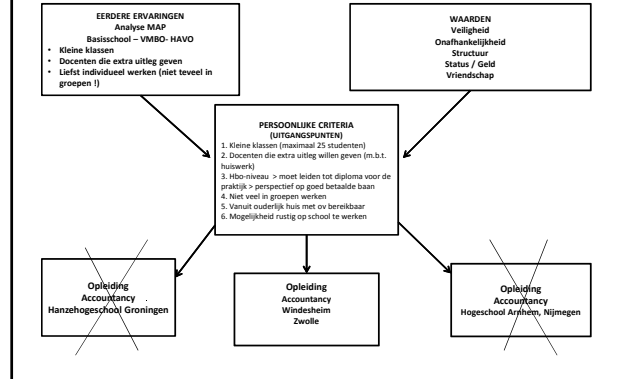 EERDERE ERVARINGEN
Analyse MAP
Basisschool – VMBO- HAVO
• Kleine klassen
• Docenten die extra uitleg geven
• Liefst individueel werken (niet teveel in
groepen !)
WAARDEN
Veiligheid
Onafhankelijkheid
Structuur
Status / Geld
Vriendschap
PERSOONLIJKE CRITERIA
(UITGANGSPUNTEN)
1. Kleine klassen (maximaal 25 studenten)
2. Docenten die extra uitleg willen geven (m.b.t.
huiswerk)
3. Hbo-niveau > moet leiden tot diploma voor de
praktijk > perspectief op goed betaalde baan
4. Niet veel in groepen werken
5. Vanuit ouderlijk huis met ov bereikbaar
6. Mogelijkheid rustig op school te werken
Opleiding
Accountancy
Hanzehogeschool Groningen
Opleiding
Accountancy
Windesheim
Zwolle
Opleiding
Accountancy
Hogeschool Arnhem, Nijmegen